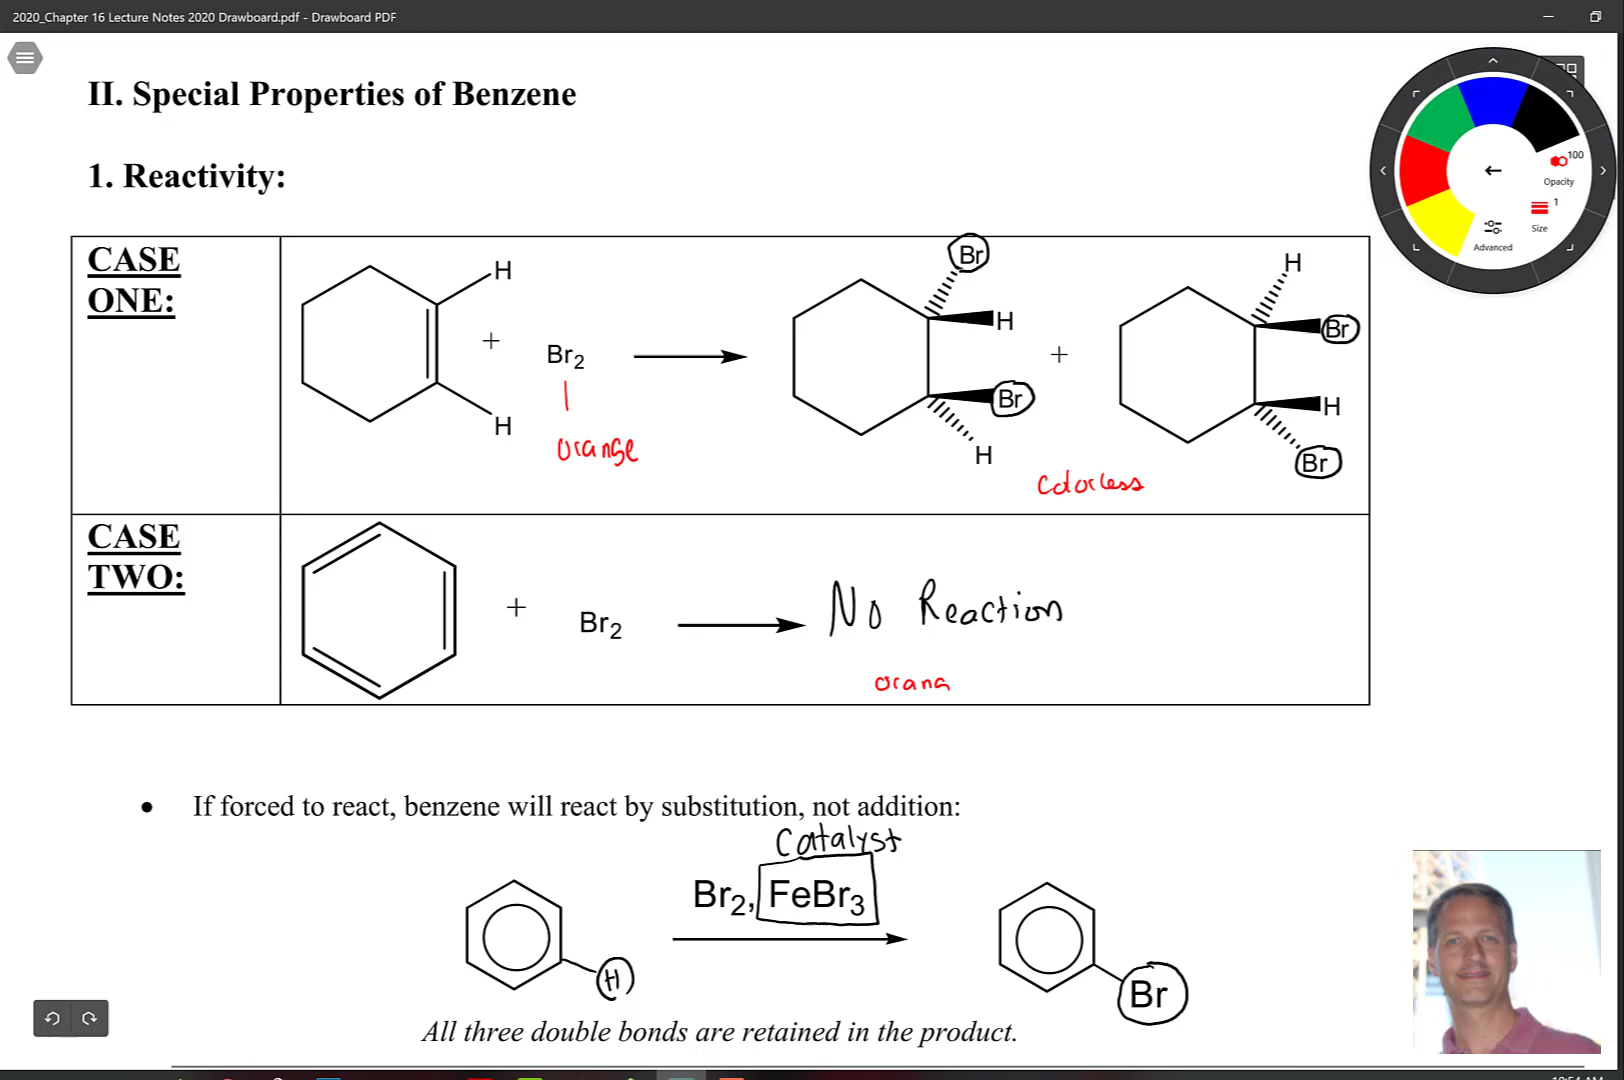 2020_Chapter 16 Lecture Notes 2020 Drawboard.pdf - Drawboard PDF
II. Special Properties of Benzene
1. Reactivity:
100
Opacity
1
Size
Advanced
CASE
ONE:
H
H
+
Br2
orange
Br
H
Br
H
+
H
Br
H
Br
Colorless
CASE
TWO:
+
Br2
No Reaction
orang
• If forced to react, benzene will react by substitution, not addition:
Catalyst
Br2, FeBr3
H
Br
All three double bonds are retained in the product.